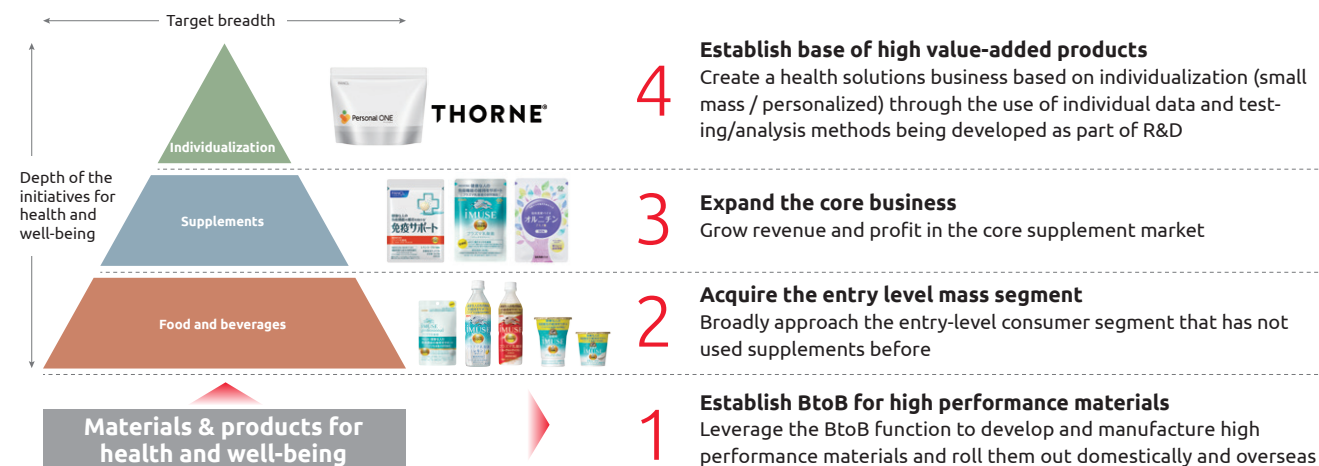 Target breadth
Depth of the
initiatives for
health and
well-being
Individualization
Supplements
Food and beverages
Materials & products for
health and well-being
Personal ONE
THORNE®
免疫サポート
iMUSE
オルニチン
iMUSE
iMUSE
iMUSE
4
Establish base of high value-added products
Create a health solutions business based on individualization (small
mass / personalized) through the use of individual data and test-
ing/analysis methods being developed as part of R&D
3
Expand the core business
Grow revenue and profit in the core supplement market
2
Acquire the entry level mass segment
Broadly approach the entry-level consumer segment that has not
used supplements before
1
Establish BtoB for high performance materials
Leverage the BtoB function to develop and manufacture high
performance materials and roll them out domestically and overseas